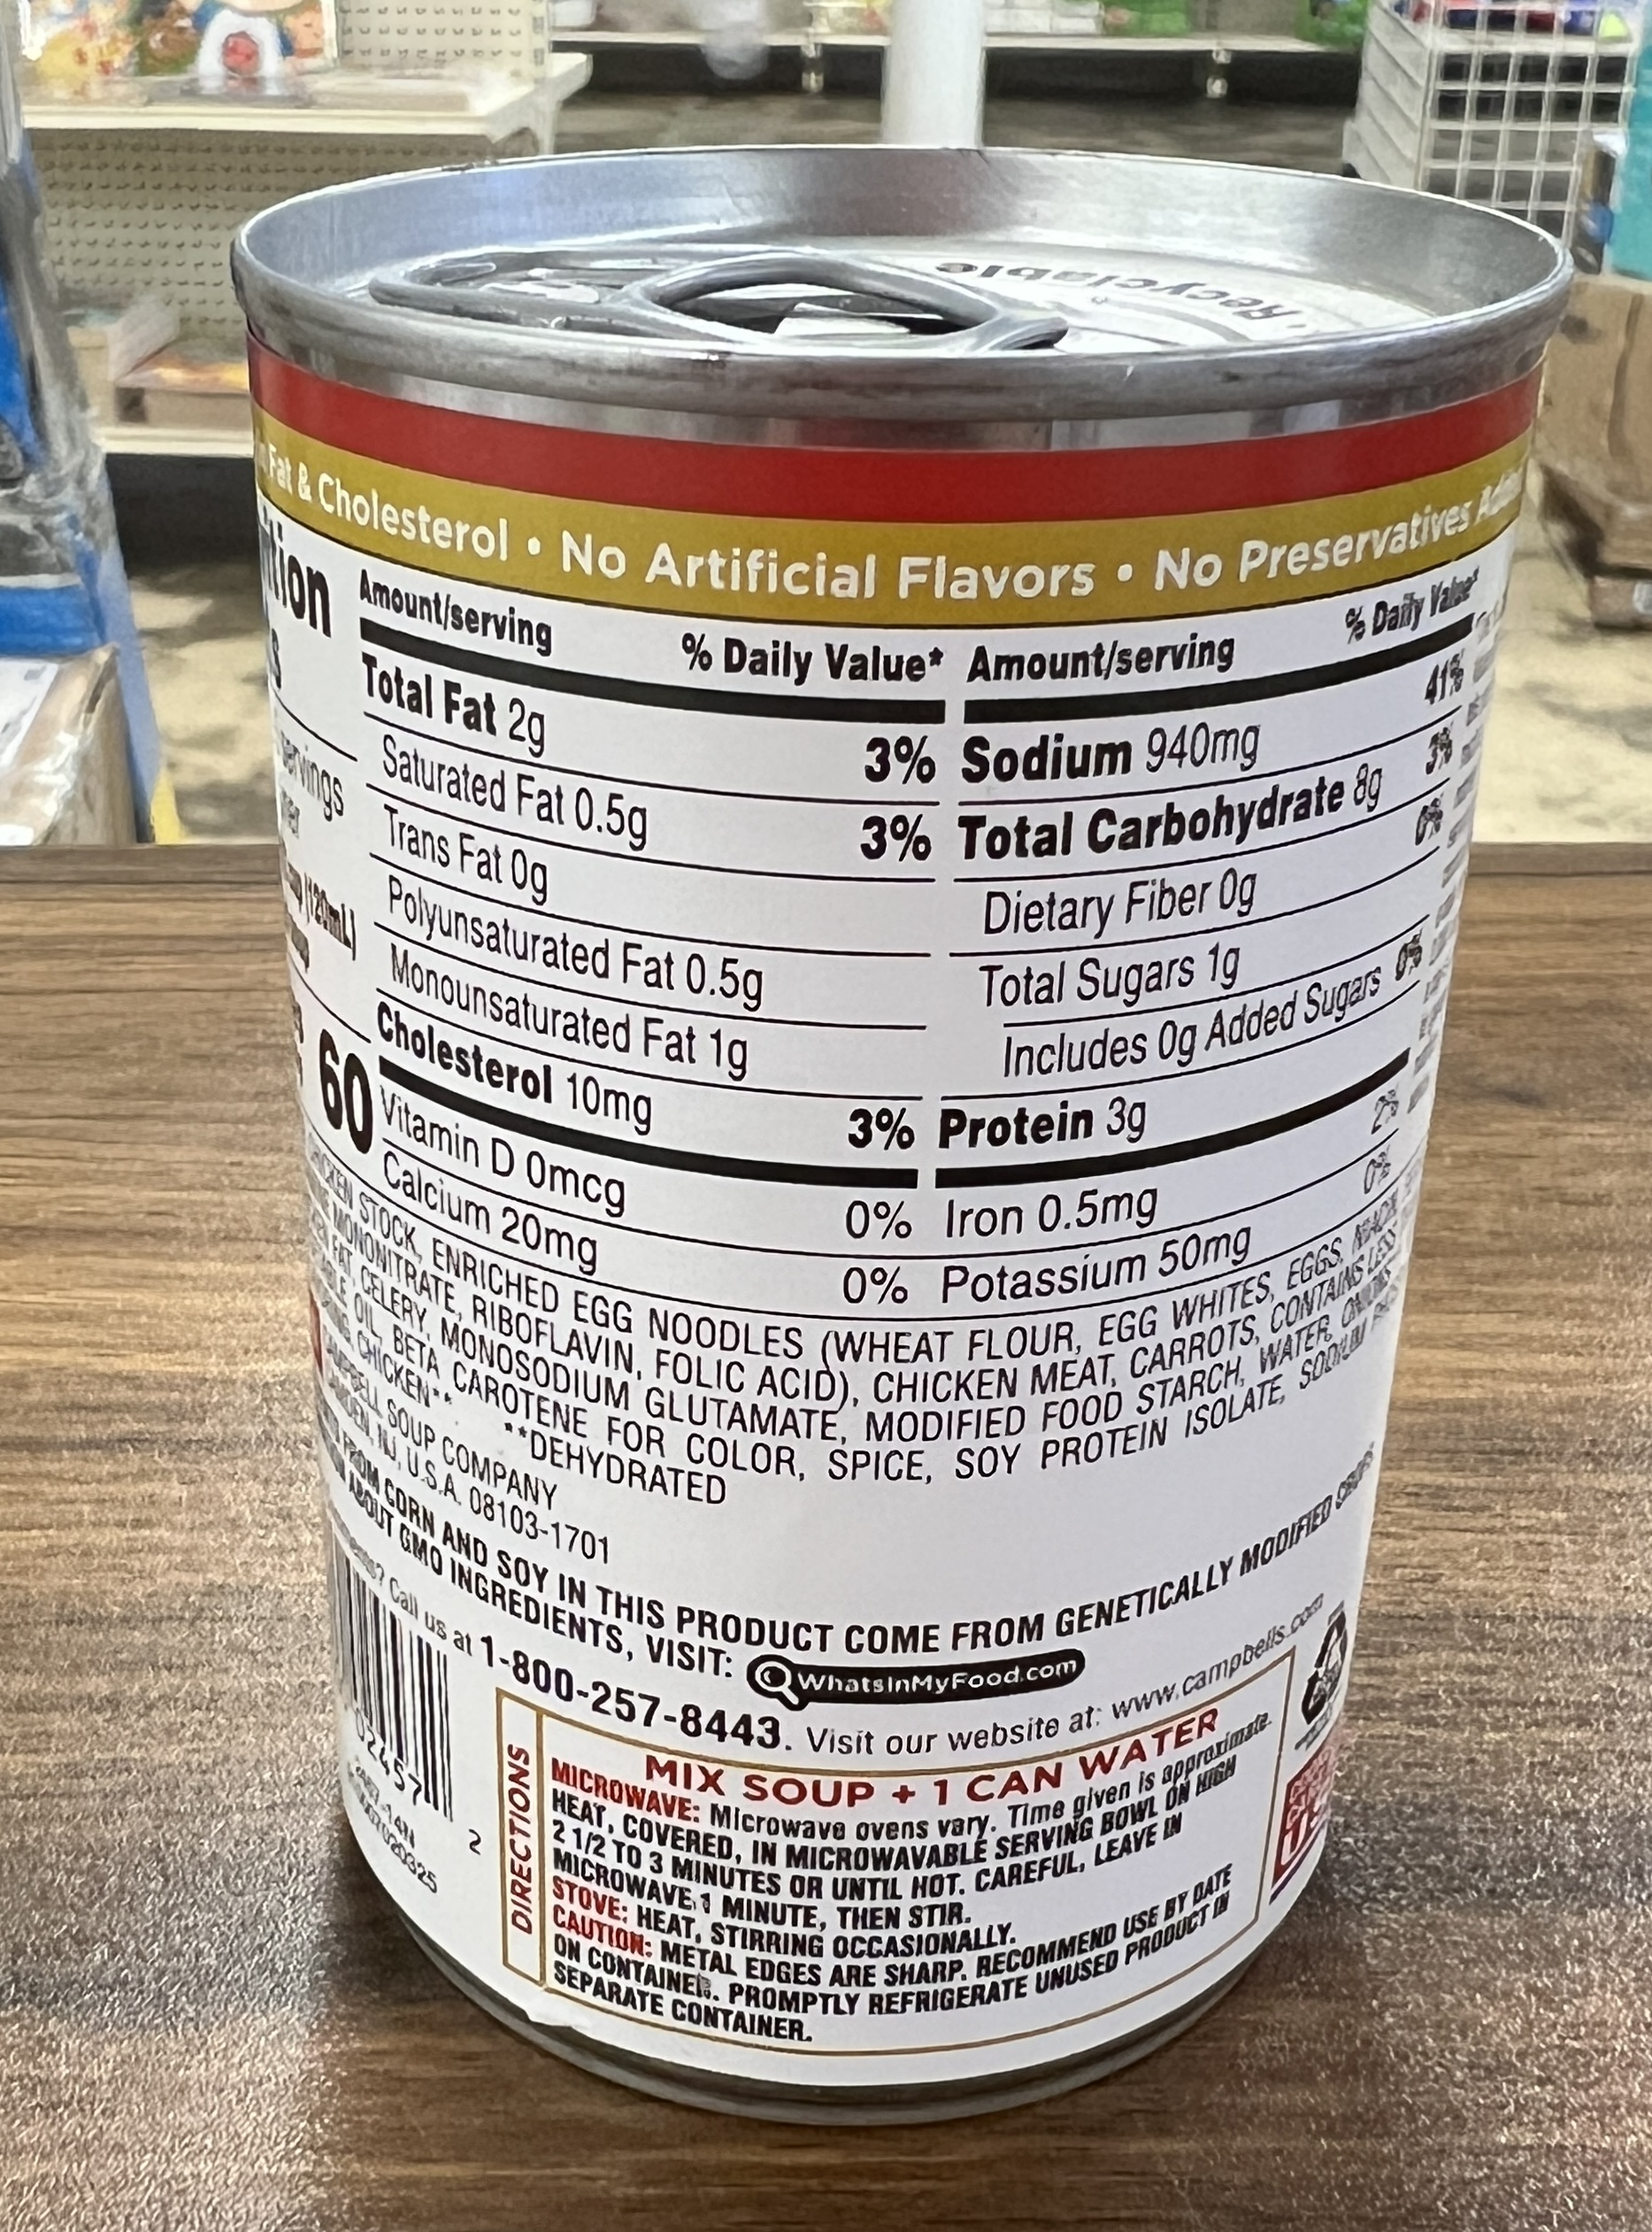 Recyclable
Fat & Cholesterol • No Artificial Flavors • No Preservatives Added
Amount/serving % Daily Value*
Total Fat 2g 3%
Saturated Fat 0.5g 3%
Trans Fat 0g
Polyunsaturated Fat 0.5g
Monounsaturated Fat 1g
Cholesterol 10mg 3%
Vitamin D 0mcg 0%
Calcium 20mg 0%
Amount/serving % Daily Value*
Sodium 940mg 41%
Total Carbohydrate 8g 3%
Dietary Fiber 0g 0%
Total Sugars 1g
Includes 0g Added Sugars 0%
Protein 3g
Iron 0.5mg 2%
Potassium 50mg 0%
servings
(120mL)
60
STOCK, ENRICHED EGG NOODLES (WHEAT FLOUR, EGG WHITES, EGGS,
MONONITRATE, RIBOFLAVIN, FOLIC ACID), CHICKEN MEAT, CARROTS, CONTAINS LESS
FAT, CELERY, MONOSODIUM GLUTAMATE, MODIFIED FOOD STARCH, WATER, ONIONS
OIL, BETA CAROTENE FOR COLOR, SPICE, SOY PROTEIN ISOLATE, SODIUM
CHICKEN** **DEHYDRATED
CAMPBELL SOUP COMPANY
CAMDEN, NJ, U.S.A. 08103-1701
FROM CORN AND SOY IN THIS PRODUCT COME FROM GENETICALLY MODIFIED CROPS
ABOUT GMO INGREDIENTS, VISIT: WhatsInMyFood.com
Call us at 1-800-257-8443. Visit our website at: www.campbells.com
02457 2
DIRECTIONS
MIX SOUP + 1 CAN WATER
MICROWAVE: Microwave ovens vary. Time given is approximate.
HEAT, COVERED, IN MICROWAVABLE SERVING BOWL ON HIGH
2 1/2 TO 3 MINUTES OR UNTIL HOT. CAREFUL, LEAVE IN
MICROWAVE 1 MINUTE, THEN STIR.
STOVE: HEAT, STIRRING OCCASIONALLY.
CAUTION: METAL EDGES ARE SHARP. RECOMMEND USE BY DATE
ON CONTAINER. PROMPTLY REFRIGERATE UNUSED PRODUCT IN
SEPARATE CONTAINER.